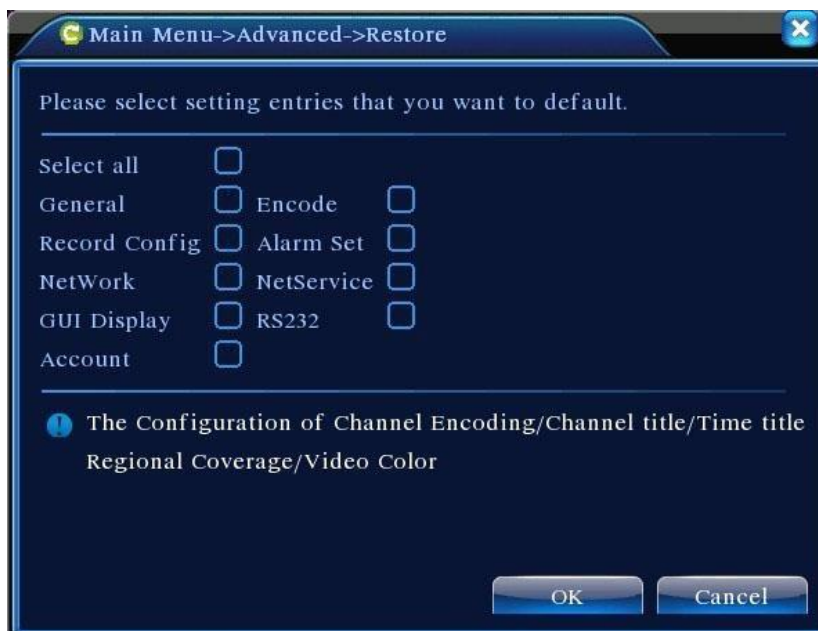 Main Menu->Advanced->Restore
Please select setting entries that you want to default.
Select all
General Encode
Record Config Alarm Set
NetWork NetService
GUI Display RS232
Account
The Configuration of Channel Encoding/Channel title/Time title
Regional Coverage/Video Color
OK Cancel